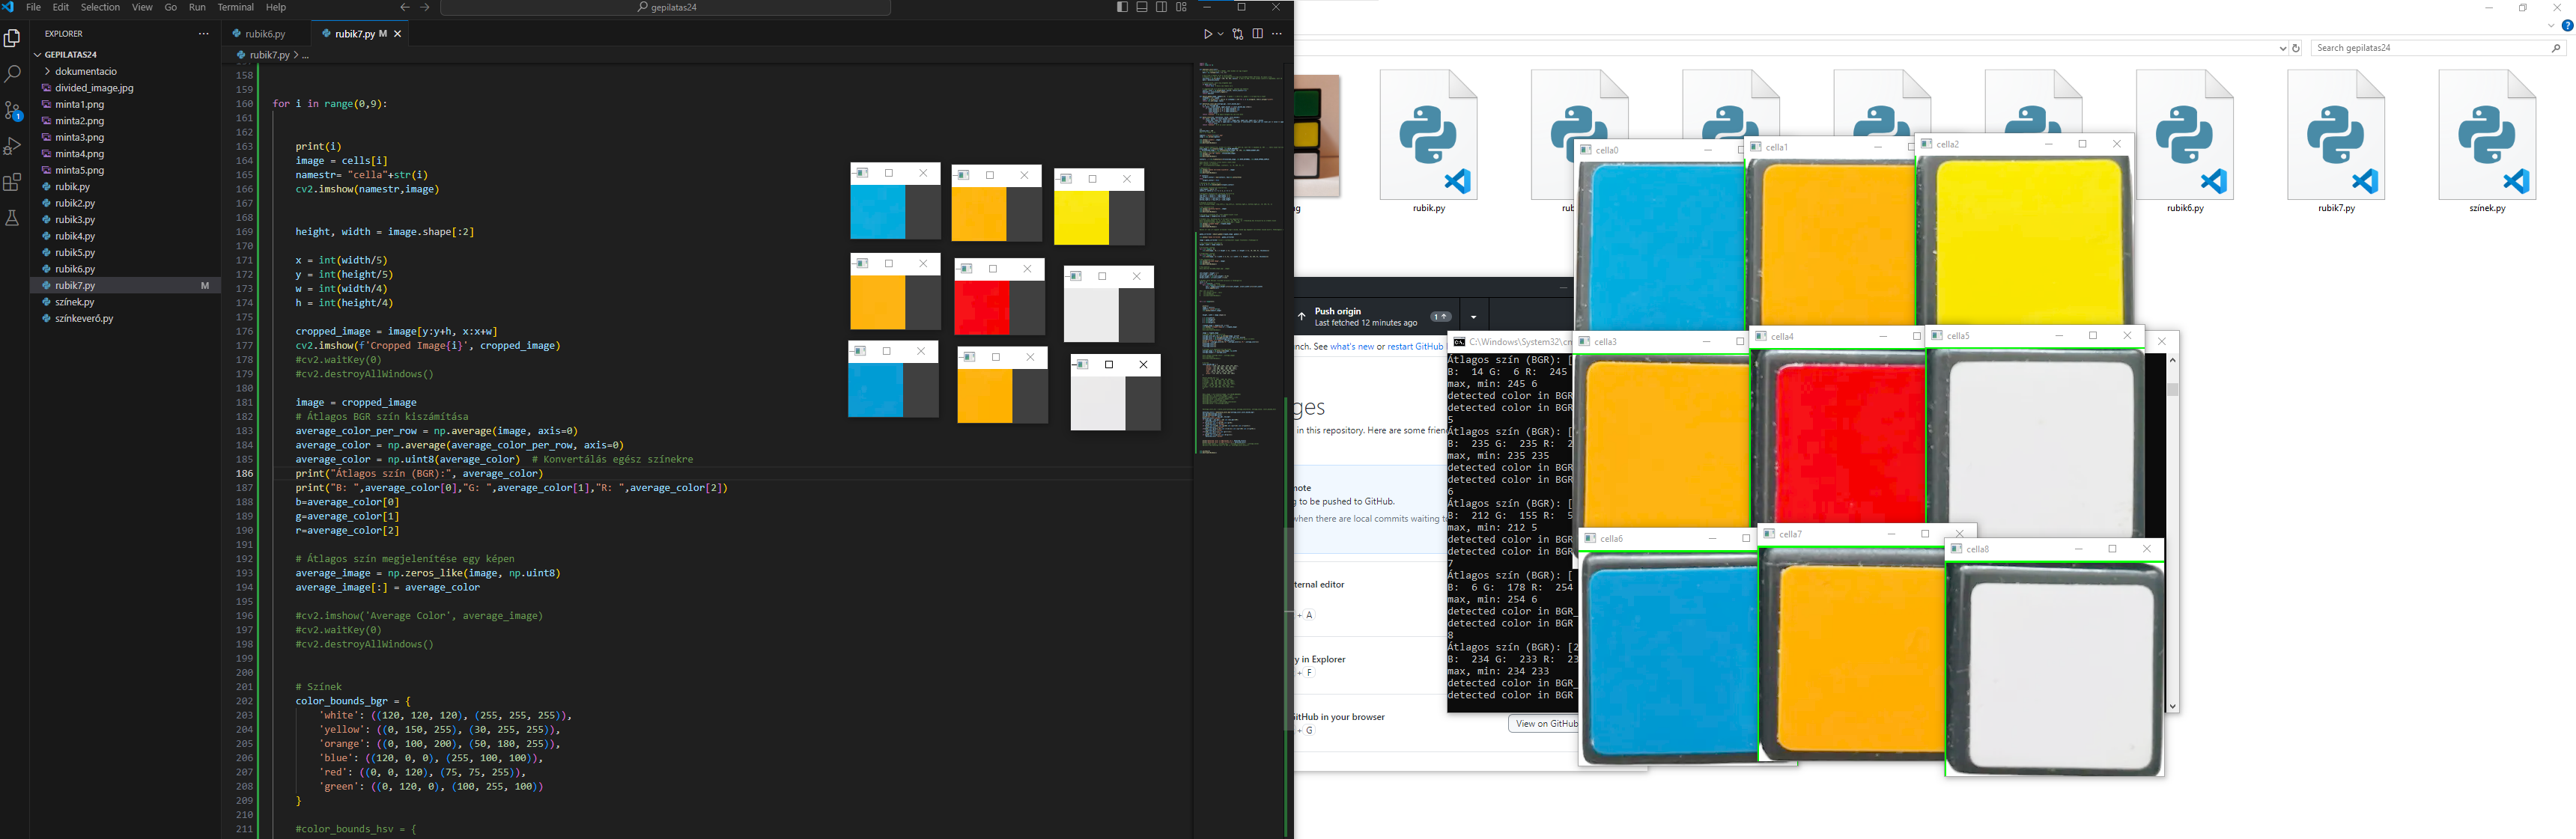 File Edit Selection View Go Run Terminal Help
gepilatas24
EXPLORER
GEPILATAS24
dokumentacio
divided_image.jpg
minta1.png
minta2.png
minta3.png
minta4.png
minta5.png
rubik.py
rubik2.py
rubik3.py
rubik4.py
rubik5.py
rubik6.py
rubik7.py M
színek.py
színkeverő.py
rubik6.py
rubik7.py M
rubik7.py > ...
158
159
160 for i in range(0,9):
161
162
163 print(i)
164 image = cells[i]
165 namestr= "cella"+str(i)
166 cv2.imshow(namestr,image)
167
168
169 height, width = image.shape[:2]
170
171 x = int(width/5)
172 y = int(height/5)
173 w = int(width/4)
174 h = int(height/4)
175
176 cropped_image = image[y:y+h, x:x+w]
177 cv2.imshow(f'Cropped Image{i}', cropped_image)
178 #cv2.waitKey(0)
179 #cv2.destroyAllWindows()
180
181 image = cropped_image
182 # Átlagos BGR szín kiszámítása
183 average_color_per_row = np.average(image, axis=0)
184 average_color = np.average(average_color_per_row, axis=0)
185 average_color = np.uint8(average_color) # Konvertálás egész színekre
186 print("Átlagos szín (BGR):", average_color)
187 print("B: ",average_color[0],"G: ",average_color[1],"R: ",average_color[2])
188 b=average_color[0]
189 g=average_color[1]
190 r=average_color[2]
191
192 # Átlagos szín megjelenítése egy képen
193 average_image = np.zeros_like(image, np.uint8)
194 average_image[:] = average_color
195
196 #cv2.imshow('Average Color', average_image)
197 #cv2.waitKey(0)
198 #cv2.destroyAllWindows()
199
200
201 # Színek
202 color_bounds_bgr = {
203 'white': ((120, 120, 120), (255, 255, 255)),
204 'yellow': ((0, 150, 255), (30, 255, 255)),
205 'orange': ((0, 100, 200), (50, 180, 255)),
206 'blue': ((120, 0, 0), (255, 100, 100)),
207 'red': ((0, 0, 120), (75, 75, 255)),
208 'green': ((0, 120, 0), (100, 255, 100))
209 }
210
211 #color_bounds_hsv = {
Search gepilatas24
ng
rubik.py
rub
rubik6.py
rubik7.py
színek.py
Push origin
Last fetched 12 minutes ago
1
nch. See what's new or restart GitHub
ges
in this repository. Here are some frien
mote
g to be pushed to GitHub.
when there are local commits waiting t
ternal editor
+ A
y in Explorer
+ F
GitHub in your browser
+ G
View on GitHub
C:\Windows\System32\cm
Átlagos szín (BGR): [
B: 14 G: 6 R: 245
max, min: 245 6
detected color in BGR
detected color in BGR
5
Átlagos szín (BGR): [
B: 235 G: 235 R: 2
max, min: 235 235
detected color in BGR
detected color in BGR
6
Átlagos szín (BGR): [
B: 212 G: 155 R: 5
max, min: 212 5
detected color in BGR
detected color in BGR
7
Átlagos szín (BGR): [
B: 6 G: 178 R: 254
max, min: 254 6
detected color in BGR_
detected color in BGR
8
Átlagos szín (BGR): [2
B: 234 G: 233 R: 23
max, min: 234 233
detected color in BGR_
detected color in BGR
cella0
cella1
cella2
cella3
cella4
cella5
cella6
cella7
cella8